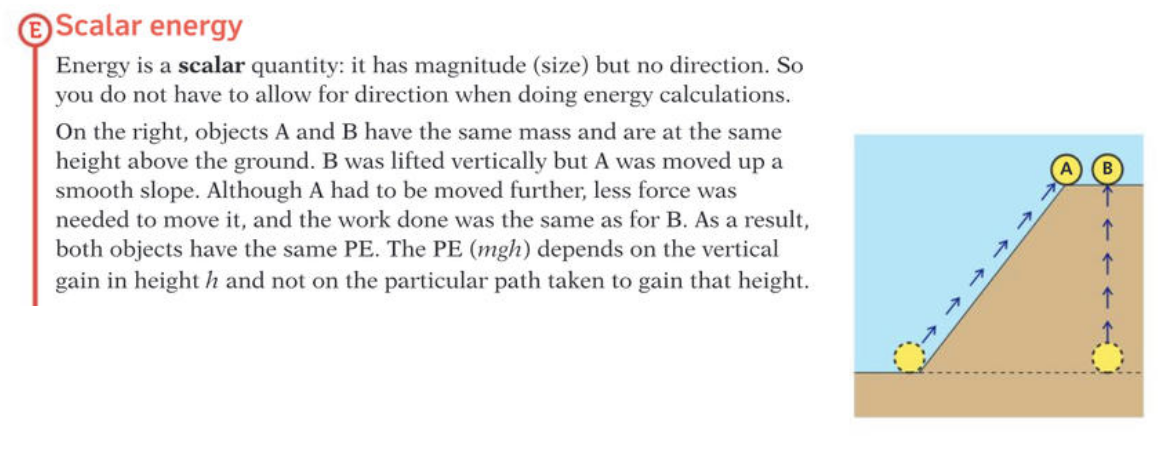 E Scalar energy
Energy is a scalar quantity: it has magnitude (size) but no direction. So
you do not have to allow for direction when doing energy calculations.
On the right, objects A and B have the same mass and are at the same
height above the ground. B was lifted vertically but A was moved up a
smooth slope. Although A had to be moved further, less force was
needed to move it, and the work done was the same as for B. As a result,
both objects have the same PE. The PE (mgh) depends on the vertical
gain in height h and not on the particular path taken to gain that height.
A B